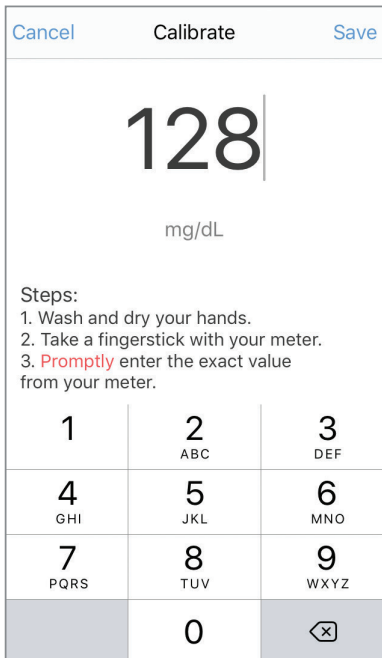 Cancel Calibrate Save
128
mg/dL
Steps:
1. Wash and dry your hands.
2. Take a fingerstick with your meter.
3. Promptly enter the exact value
from your meter.
1 2 3
ABC DEF
4 5 6
GHI JKL MNO
7 8 9
PQRS TUV WXYZ
0